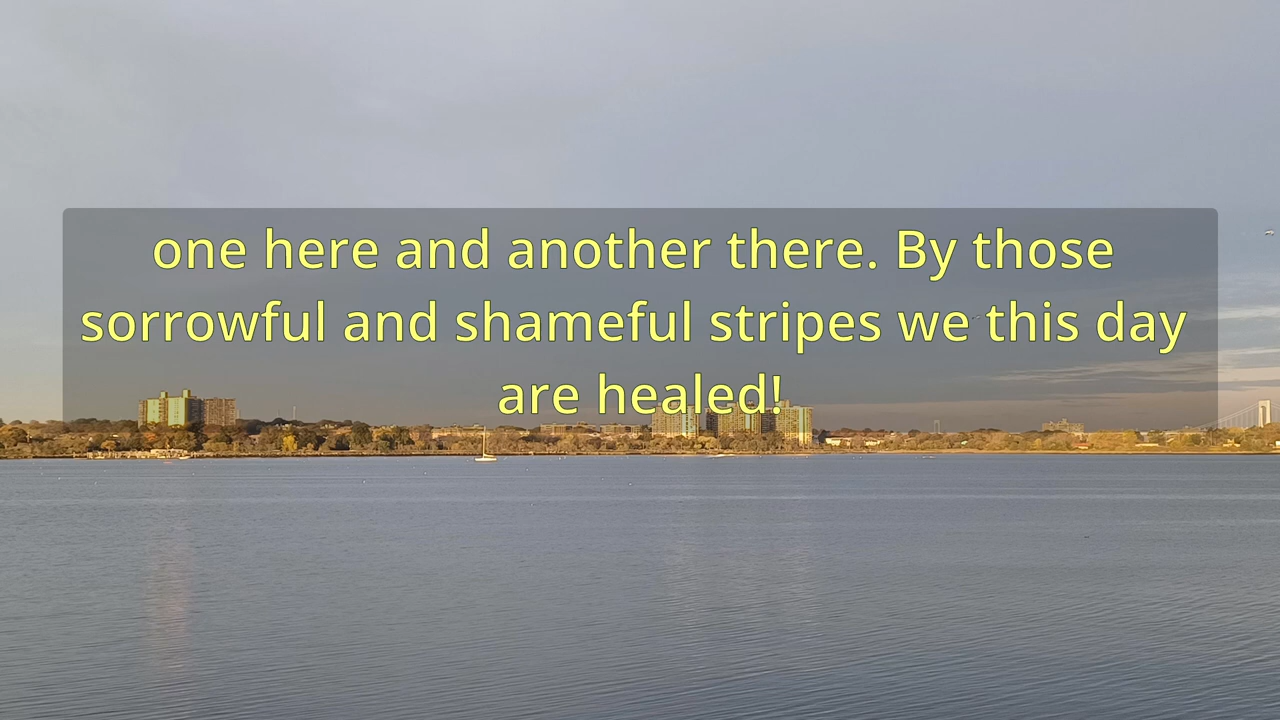 one here and another there. By those
sorrowful and shameful stripes we this day
are healed!